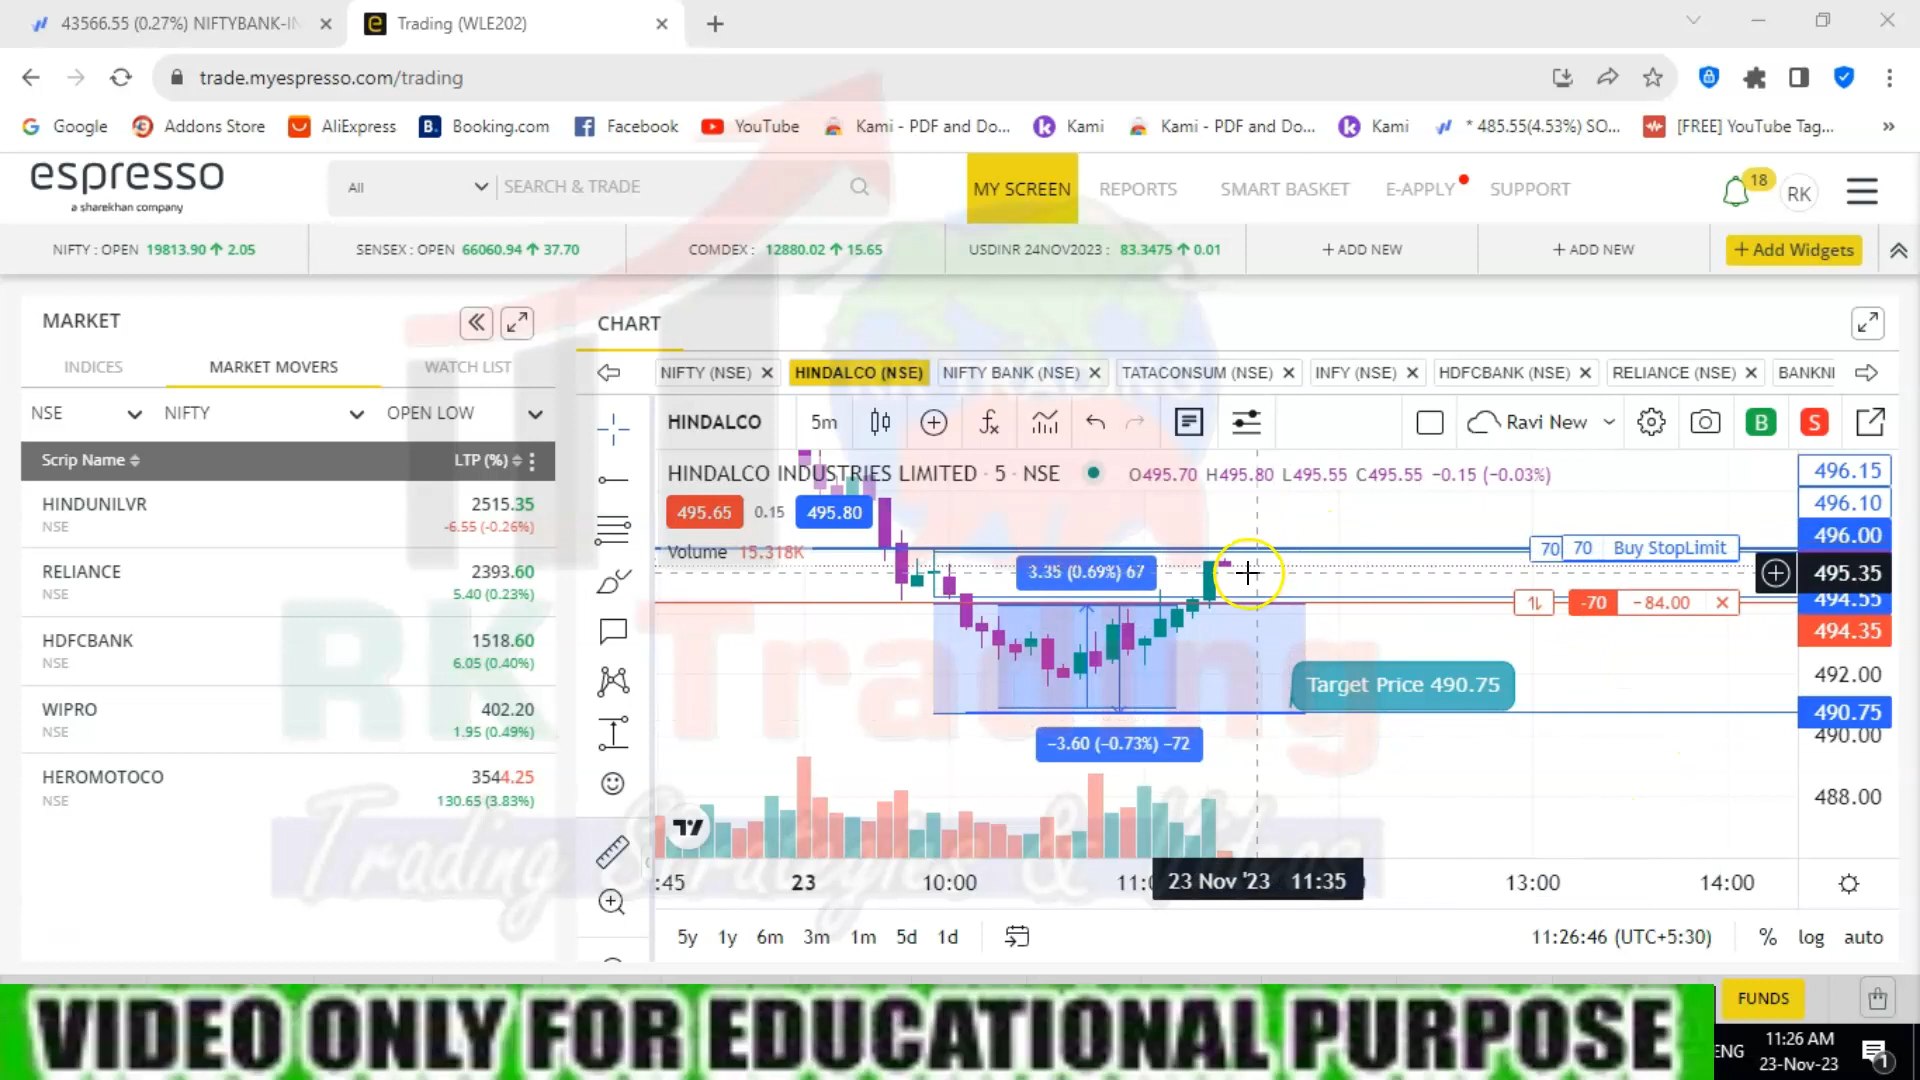 43566.55 (0.27%) NIFTYBANK-IN
Trading (WLE202)
trade.myespresso.com/trading
Google
Addons Store
AliExpress
Booking.com
Facebook
YouTube
Kami - PDF and Do...
Kami
Kami - PDF and Do...
Kami
* 485.55(4.53%) SO...
[FREE] YouTube Tag...
espresso
a sharekhan company
All
SEARCH & TRADE
MY SCREEN
REPORTS
SMART BASKET
E-APPLY
SUPPORT
18
RK
NIFTY : OPEN 19813.90 2.05
SENSEX : OPEN 66060.94 37.70
COMDEX : 12880.02 15.65
USDINR 24NOV2023 : 83.3475 0.01
+ ADD NEW
+ ADD NEW
+ Add Widgets
MARKET
INDICES
MARKET MOVERS
WATCH LIST
NSE
NIFTY
OPEN LOW
Scrip Name
LTP (%)
HINDUNILVR 2515.35
NSE -6.55 (-0.26%)
RELIANCE 2393.60
NSE 5.40 (0.23%)
HDFCBANK 1518.60
NSE 6.05 (0.40%)
WIPRO 402.20
NSE 1.95 (0.49%)
HEROMOTOCO 3544.25
NSE 130.65 (3.83%)
CHART
NIFTY (NSE)
HINDALCO (NSE)
NIFTY BANK (NSE)
TATACONSUM (NSE)
INFY (NSE)
HDFCBANK (NSE)
RELIANCE (NSE)
BANKNI
HINDALCO
5m
Ravi New
B
S
HINDALCO INDUSTRIES LIMITED · 5 · NSE
O495.70 H495.80 L495.55 C495.55 −0.15 (−0.03%)
495.65
0.15
495.80
Volume 15.318K
3.35 (0.69%) 67
70
70 Buy StopLimit
-70 −84.00
Target Price 490.75
−3.60 (−0.73%) −72
496.15
496.10
496.00
495.35
494.55
494.35
492.00
490.75
490.00
488.00
:45
23
10:00
11:0
23 Nov '23 11:35
13:00
14:00
5y
1y
6m
3m
1m
5d
1d
11:26:46 (UTC+5:30)
%
log
auto
RK Trading
Trading Strategies &
VIDEO ONLY FOR EDUCATIONAL PURPOSE
FUNDS
ENG
11:26 AM
23-Nov-23
1